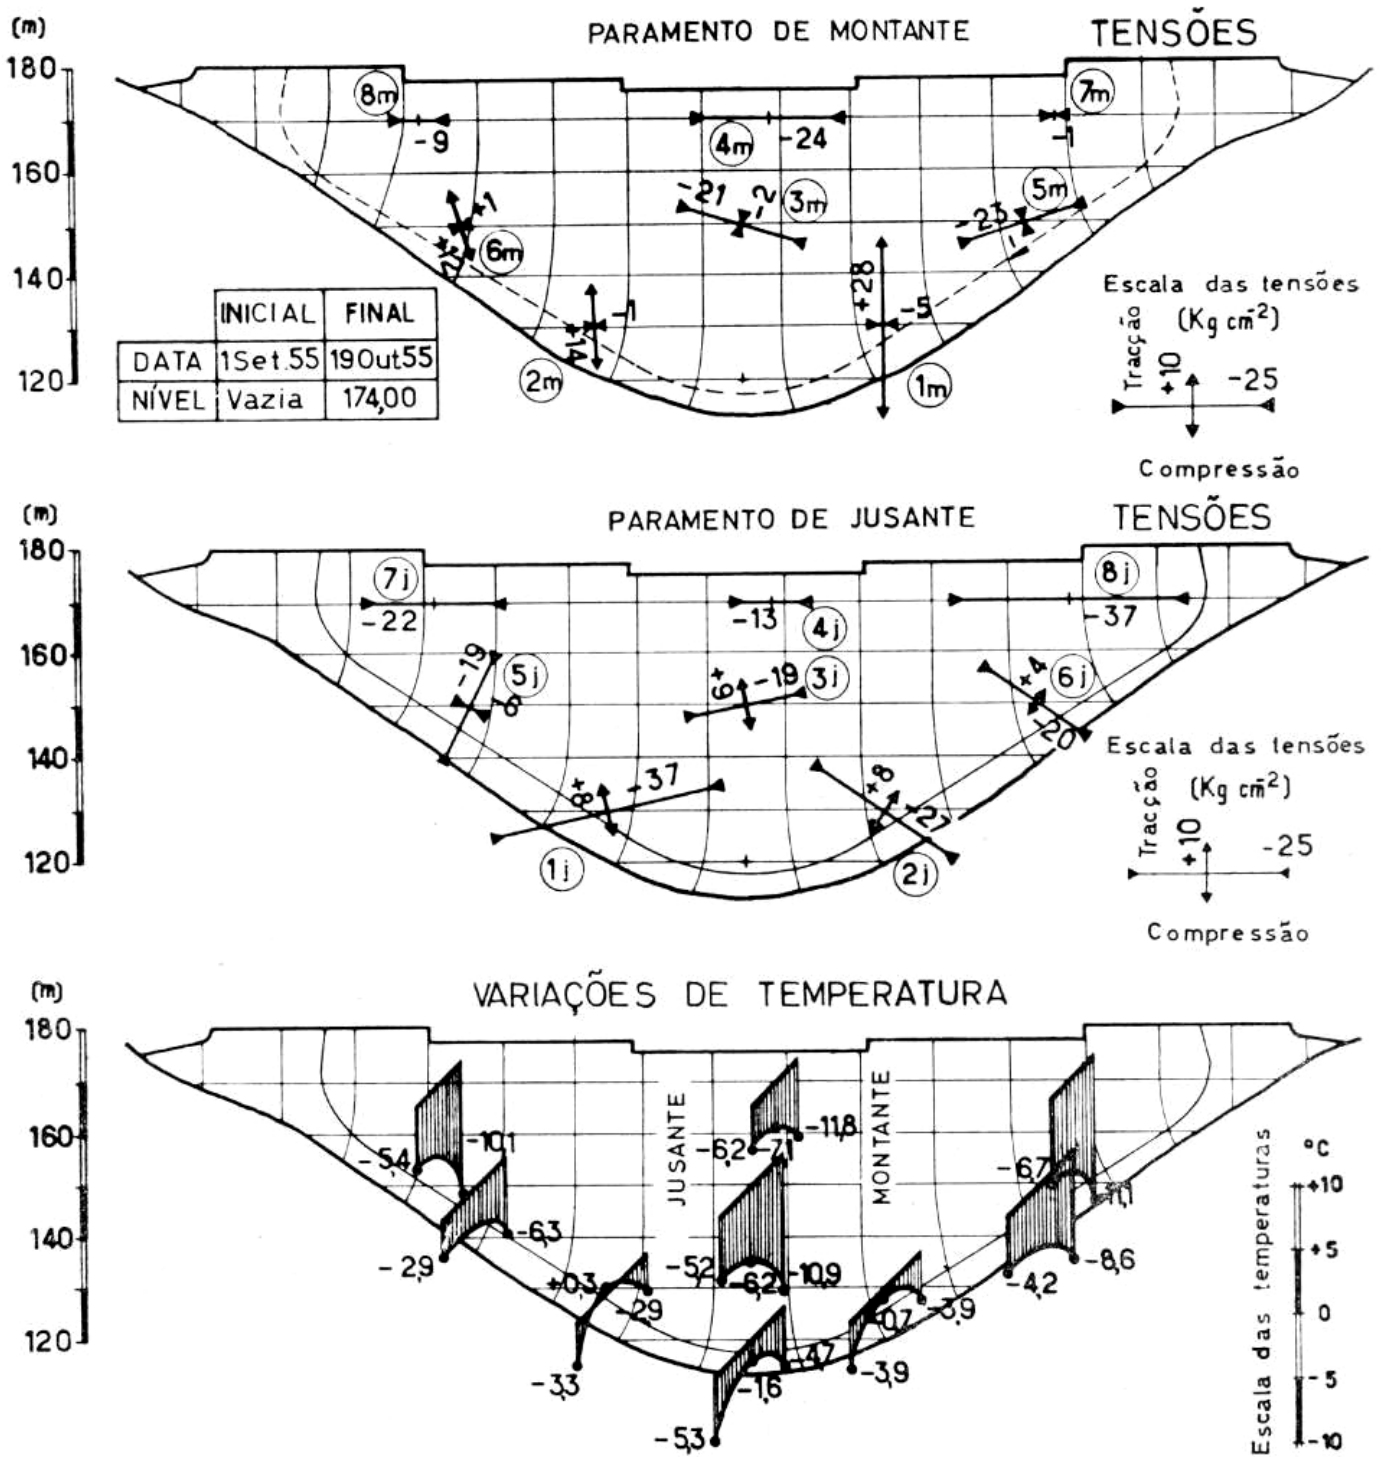 (m)
PARAMENTO DE MONTANTE
TENSÕES
180
160
140
120
8m
-9
4m
-24
7m
-1
-21
-2
3m
5m
-23
-1
+1
6m
-1
+14
2m
+28
-5
1m
INICIAL FINAL
DATA 1Set.55 19Out55
NÍVEL Vazia 174,00
Escala das tensões
(Kg cm-2)
Tracção
+10
-25
Compressão
(m)
PARAMENTO DE JUSANTE
TENSÕES
180
160
140
120
7j
-22
-13
4j
8j
-37
-19
5j
+9
-19
3j
+4
6j
-20
+8
-37
1j
+8
-27
2j
Escala das tensões
(Kg cm-2)
Tracção
+10
-25
Compressão
(m)
VARIAÇÕES DE TEMPERATURA
180
160
140
120
JUSANTE
MONTANTE
-5,4
-10,1
-6,2
-7,1
-11,8
-6,7
-11,1
-2,9
-6,3
-5,2
-6,2
-10,9
-4,2
-8,6
+0,3
-2,9
-3,3
-0,7
-3,9
-3,9
-4,7
-1,6
-5,3
Escala das temperaturas
°C
+10
+5
0
-5
-10